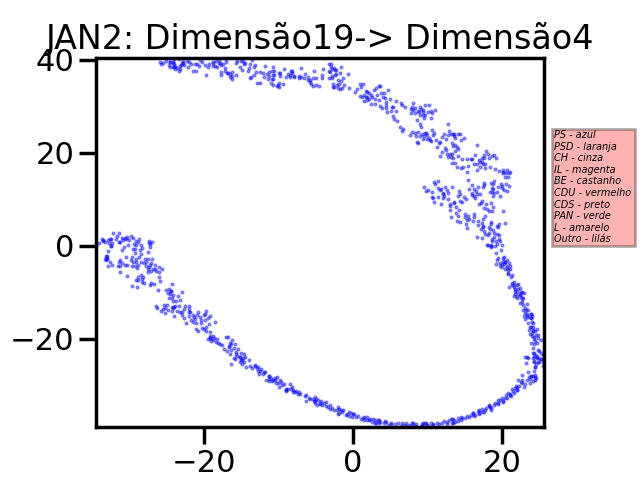 JAN2: Dimensão19-> Dimensão4
40
20
0
−20
−20
0
20
PS - azul
PSD - laranja
CH - cinza
IL - magenta
BE - castanho
CDU - vermelho
CDS - preto
PAN - verde
L - amarelo
Outro - lilás